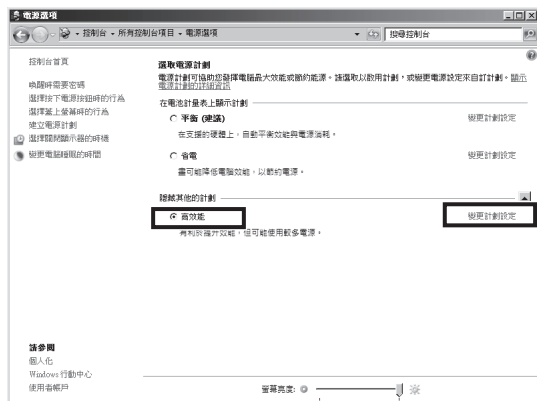 電源選項
控制台 ▸ 所有控制台項目 ▸ 電源選項
搜尋控制台
控制台首頁
喚醒時需要密碼
選擇按下電源按鈕時的行為
選擇蓋上螢幕時的行為
建立電源計劃
選擇關閉顯示器的時機
變更電腦睡眠的時間
選取電源計劃
電源計劃可協助您發揮電腦最大效能或節約能源。請選取以啟用計劃，或變更電源設定來自訂計劃。顯示
電源計劃的詳細資訊
在電池計量表上顯示計劃
平衡 (建議)
變更計劃設定
在支援的硬體上，自動平衡效能與電源消耗。
省電
變更計劃設定
盡可能降低電腦效能，以節約電源。
隱藏其他的計劃
高效能
變更計劃設定
有利於提升效能，但可能使用較多電源。
請參閱
個人化
Windows 行動中心
使用者帳戶
螢幕亮度: